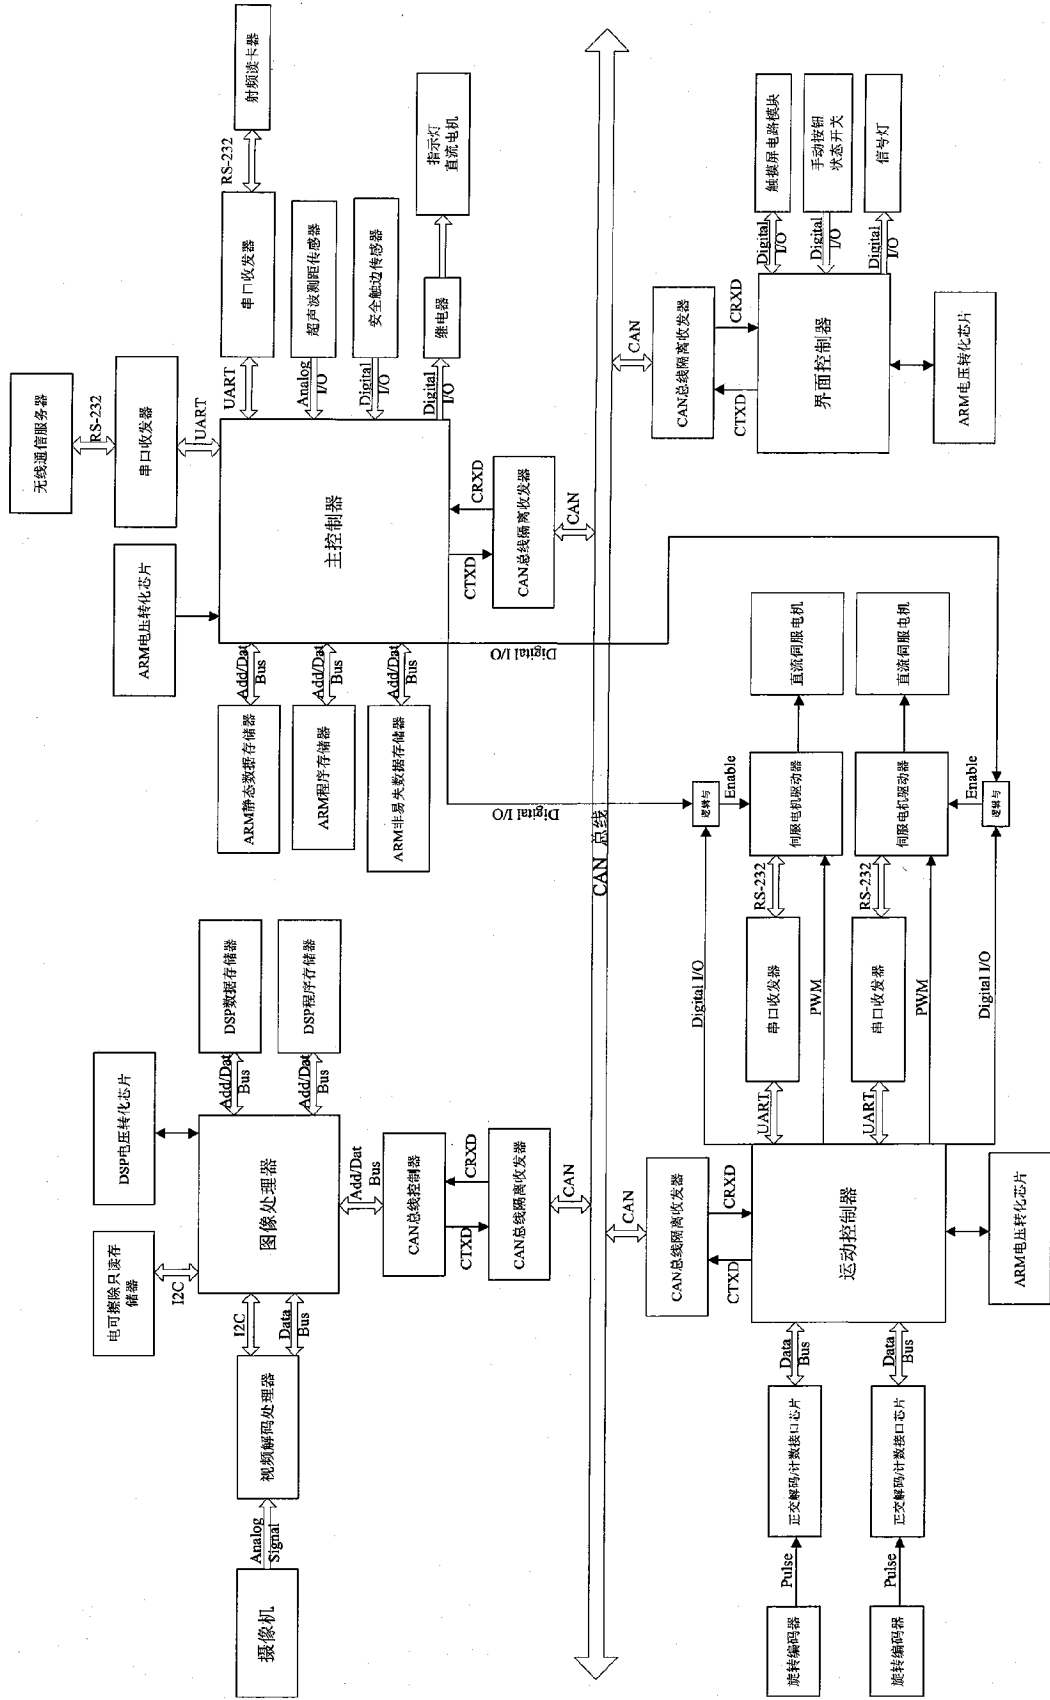 摄像机
Analog
Signal
视频解码处理器
I2C
Data
Bus
电可擦除只读存
储器
I2C
DSP电压转化芯片
图像处理器
Add/Dat
Bus
DSP数据存储器
Add/Dat
Bus
DSP程序存储器
Add/Dat
Bus
CAN总线控制器
CTXD
CRXD
CAN总线隔离收发器
CAN
ARM电压转化芯片
无线通信服务器
RS-232
串口收发器
UART
主控制器
Add/Dat
Bus
ARM静态数据存储器
Add/Dat
Bus
ARM程序存储器
Add/Dat
Bus
ARM非易失数据存储器
UART
串口收发器
RS-232
射频读卡器
Analog
I/O
超声波测距传感器
Digital
I/O
安全触边传感器
Digital
I/O
继电器
指示灯
直流电机
CTXD
CRXD
CAN总线隔离收发器
CAN
Digital I/O
Digital I/O
CAN 总线
旋转编码器
Pulse
正交解码/计数接口芯片
Data
Bus
旋转编码器
Pulse
正交解码/计数接口芯片
Data
Bus
CAN
CAN总线隔离收发器
CTXD
CRXD
运动控制器
ARM电压转化芯片
Digital I/O
UART
串口收发器
RS-232
PWM
UART
串口收发器
RS-232
PWM
Digital I/O
逻辑与
Enable
伺服电机驱动器
直流伺服电机
伺服电机驱动器
直流伺服电机
Enable
逻辑与
CAN
CAN总线隔离收发器
CTXD
CRXD
界面控制器
ARM电压转化芯片
Digital
I/O
触摸屏电路模块
Digital
I/O
手动按钮
状态开关
Digital
I/O
信号灯